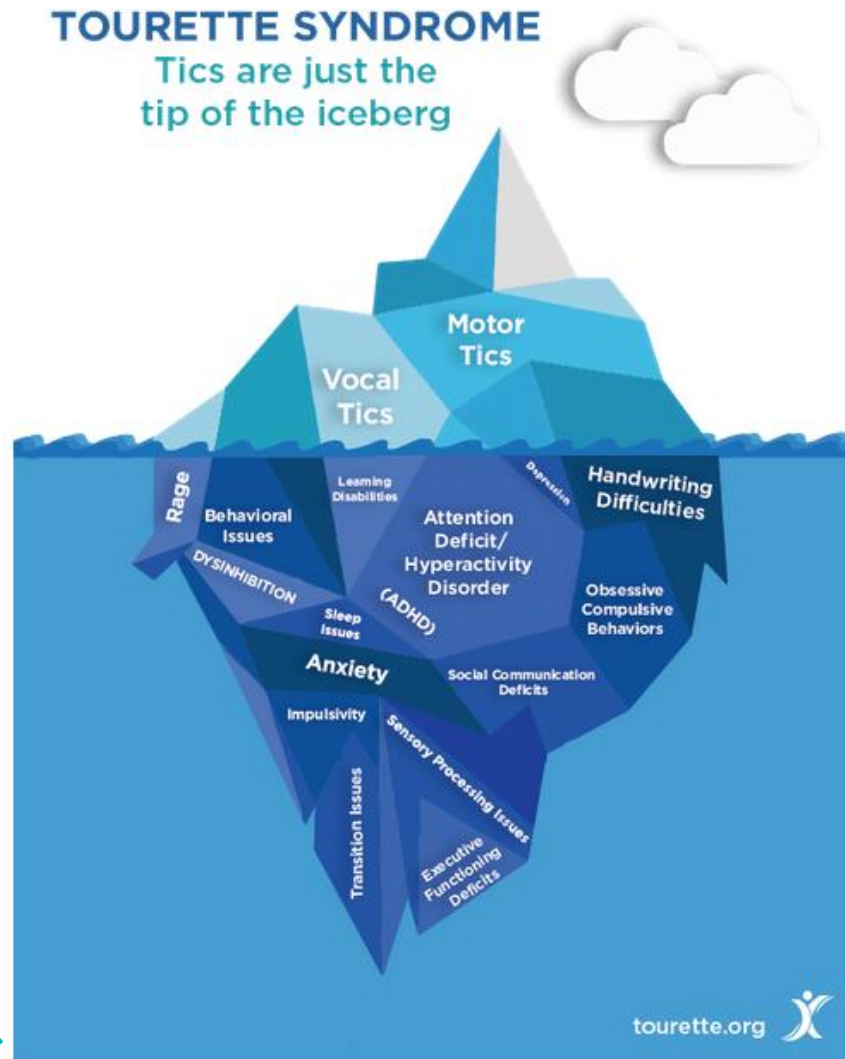 TOURETTE SYNDROME
Tics are just the
tip of the iceberg
Motor
Tics
Vocal
Tics
Rage
Behavioral
Issues
Learning
Disabilities
Attention
Deficit/
Hyperactivity
Disorder
(ADHD)
Depression
Handwriting
Difficulties
DYSINHIBITION
Sleep
Issues
Obsessive
Compulsive
Behaviors
Anxiety
Social Communication
Deficits
Impulsivity
Sensory Processing Issues
Transition Issues
Executive
Functioning
Deficits
tourette.org